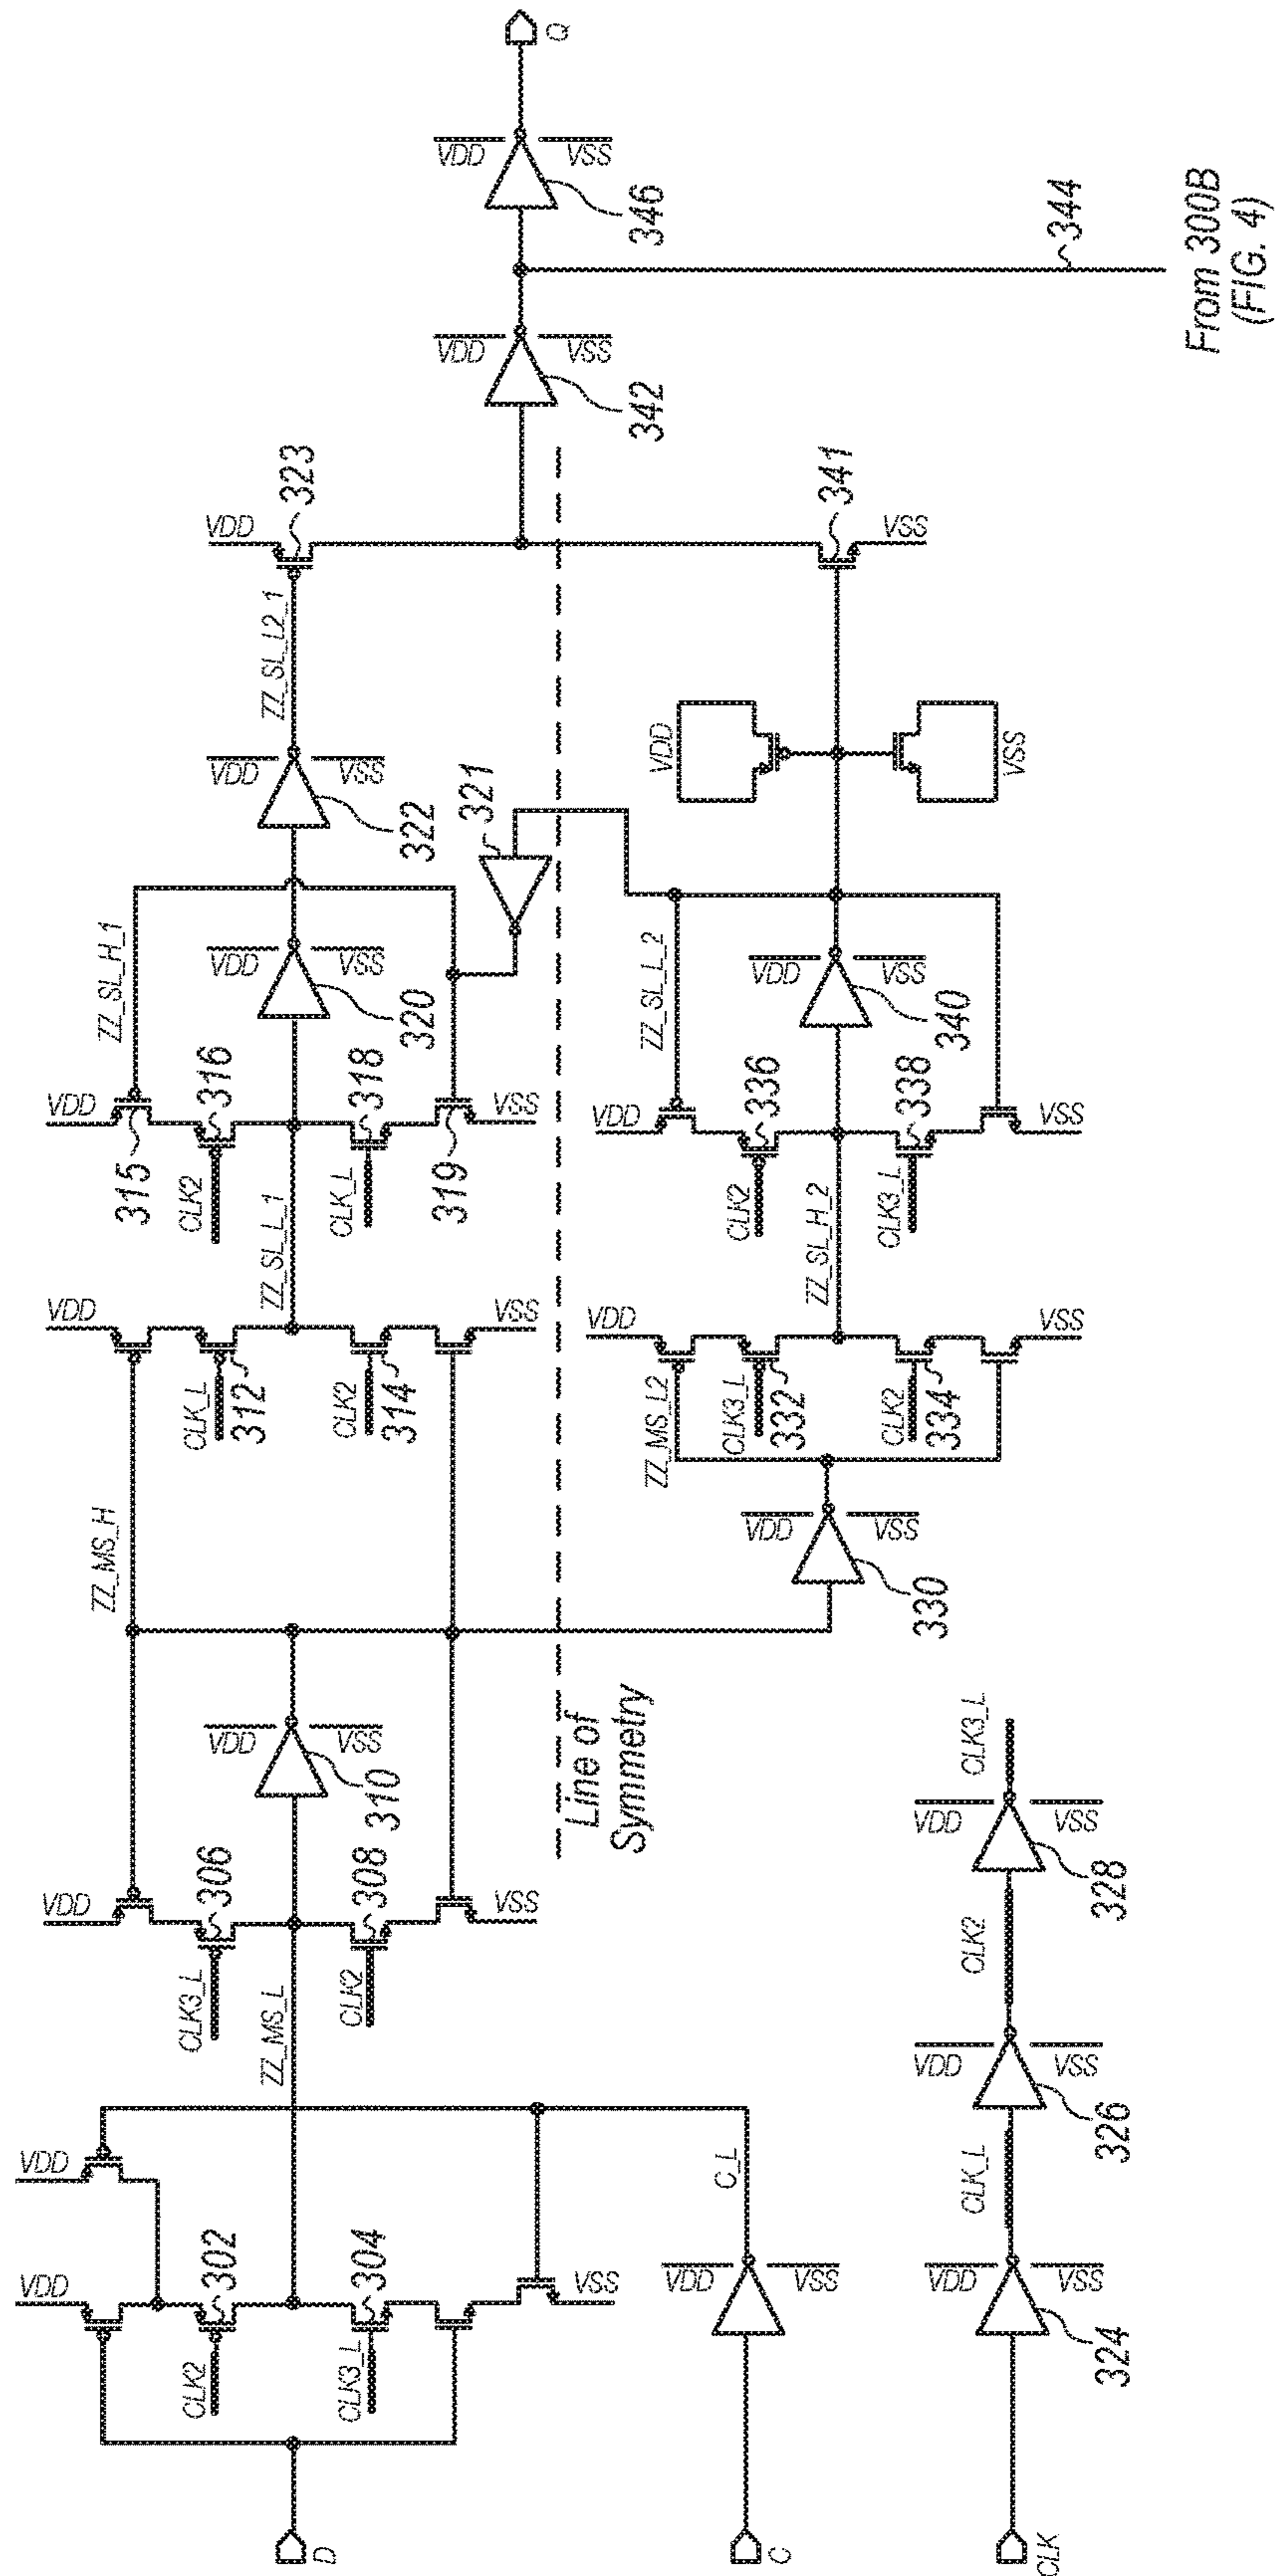 D
VDD
VDD
CLK2
302
CLK3_L
304
VSS
C
VDD
VSS
C_L
CLK
VDD
VSS
324
CLK_L
VDD
VSS
326
CLK2
VDD
VSS
328
CLK3_L
ZZ_MS_L
VDD
CLK3_L
306
CLK2
308
VSS
VDD
VSS
310
ZZ_MS_H
Line of
Symmetry
VDD
CLK_L
312
CLK2
314
VSS
ZZ_SL_L_1
VDD
315
CLK2
316
CLK_L
318
319
VSS
ZZ_SL_H_1
VDD
VSS
320
VDD
VSS
322
321
ZZ_SL_L2_1
VDD
323
VDD
VSS
330
ZZ_MS_L2
VDD
CLK3_L
332
CLK2
334
VSS
ZZ_SL_H_2
VDD
CLK2
336
CLK3_L
338
VSS
ZZ_SL_L_2
VDD
VSS
340
VDD
VSS
341
VSS
VDD
VSS
342
344
From 300B
(FIG. 4)
VDD
VSS
346
Q